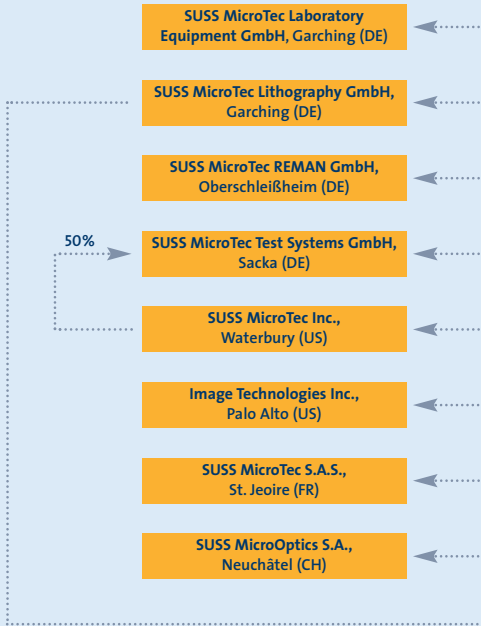 SUSS MicroTec Laboratory
Equipment GmbH, Garching (DE)
SUSS MicroTec Lithography GmbH,
Garching (DE)
SUSS MicroTec REMAN GmbH,
Oberschleißheim (DE)
50%
SUSS MicroTec Test Systems GmbH,
Sacka (DE)
SUSS MicroTec Inc.,
Waterbury (US)
Image Technologies Inc.,
Palo Alto (US)
SUSS MicroTec S.A.S.,
St. Jeoire (FR)
SUSS MicroOptics S.A.,
Neuchâtel (CH)